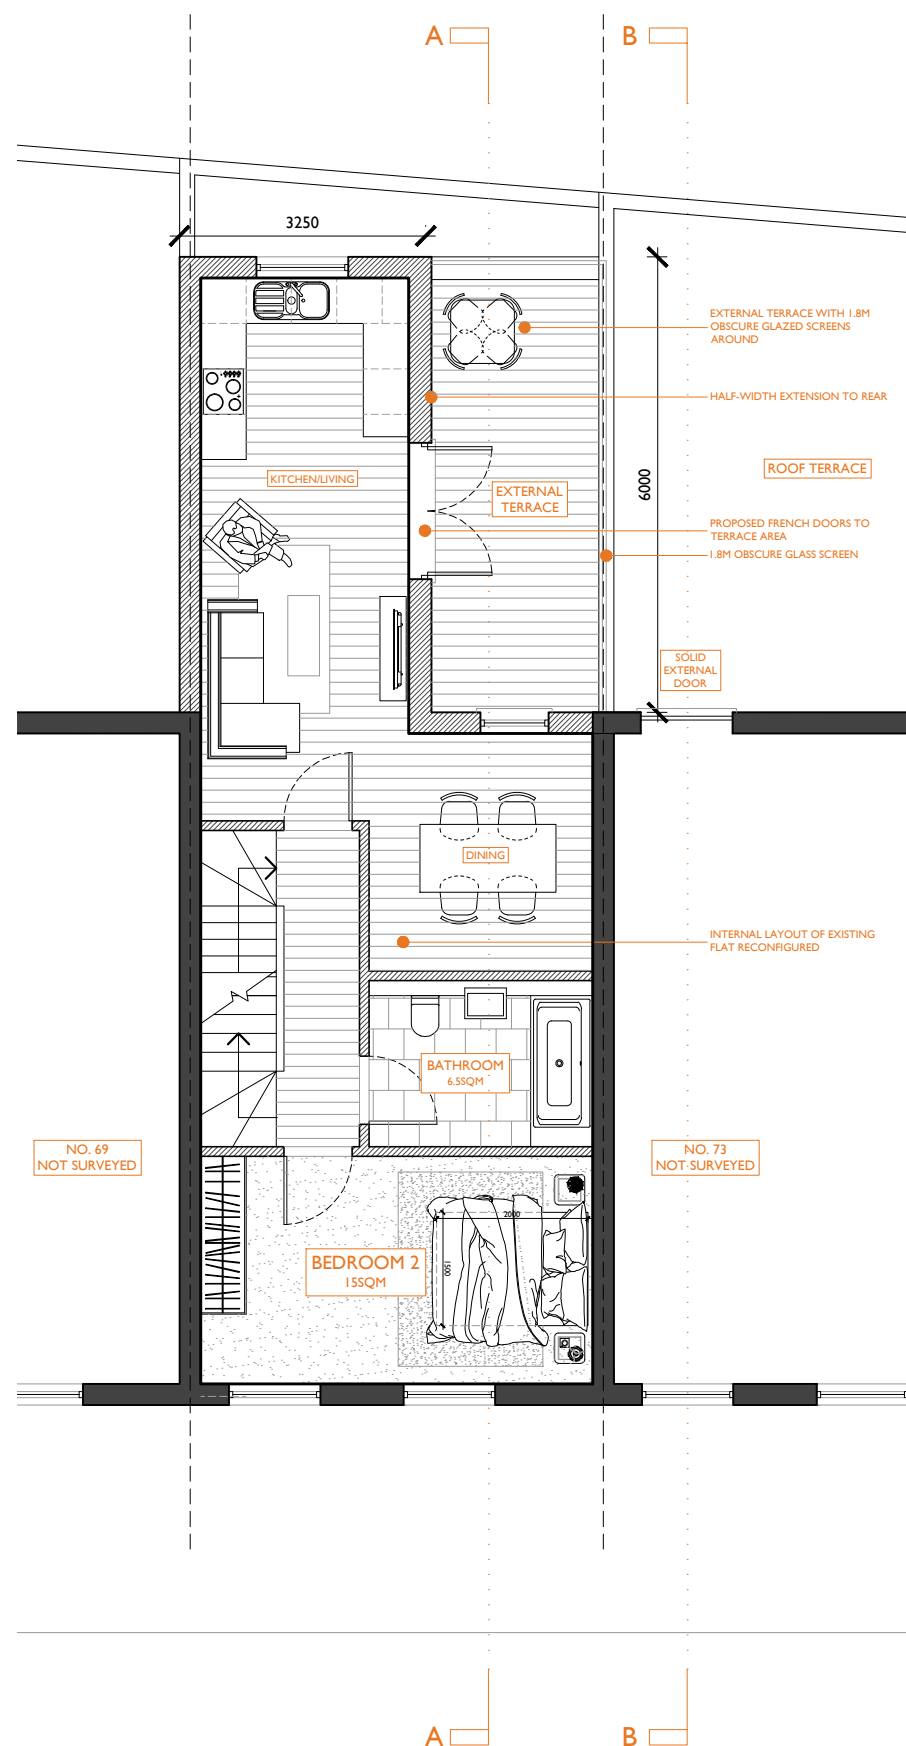 A
B
3250
EXTERNAL TERRACE WITH 1.8M
OBSCURE GLAZED SCREENS
AROUND
HALF-WIDTH EXTENSION TO REAR
ROOF TERRACE
KITCHEN/LIVING
6000
EXTERNAL
TERRACE
PROPOSED FRENCH DOORS TO
TERRACE AREA
1.8M OBSCURE GLASS SCREEN
SOLID
EXTERNAL
DOOR
DINING
INTERNAL LAYOUT OF EXISTING
FLAT RECONFIGURED
BATHROOM
6.5SQM
NO. 69
NOT SURVEYED
NO. 73
NOT SURVEYED
2000
1500
BEDROOM 2
15SQM
A
B